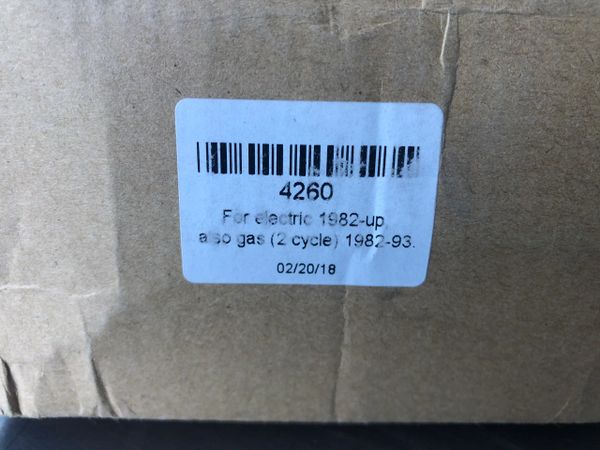 4260
For electric 1982-up,
also gas (2 cycle) 1982-93.
02/20/18